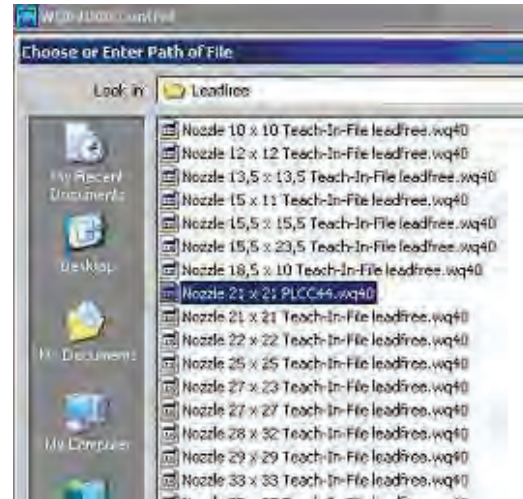 Choose or Enter Path of File
Look in
Leadfree
Nozzle 10 x 10 Teach-In-File leadfree.wq40
Nozzle 12 x 12 Teach-In-File leadfree.wq40
Nozzle 13,5 x 13,5 Teach-In-File leadfree.wq40
Nozzle 15 x 11 Teach-In-File leadfree.wq40
Nozzle 15,5 x 15,5 Teach-In-File leadfree.wq40
Nozzle 15,5 x 23,5 Teach-In-File leadfree.wq40
Nozzle 18,5 x 10 Teach-In-File leadfree.wq40
Nozzle 21 x 21 PLCC44.wq40
Nozzle 21 x 21 Teach-In-File leadfree.wq40
Nozzle 22 x 22 Teach-In-File leadfree.wq40
Nozzle 25 x 25 Teach-In-File leadfree.wq40
Nozzle 27 x 23 Teach-In-File leadfree.wq40
Nozzle 27 x 27 Teach-In-File leadfree.wq40
Nozzle 28 x 32 Teach-In-File leadfree.wq40
Nozzle 29 x 29 Teach-In-File leadfree.wq40
Nozzle 33 x 33 Teach-In-File leadfree.wq40
My Recent
Documents
Desktop
My Documents
My Computer